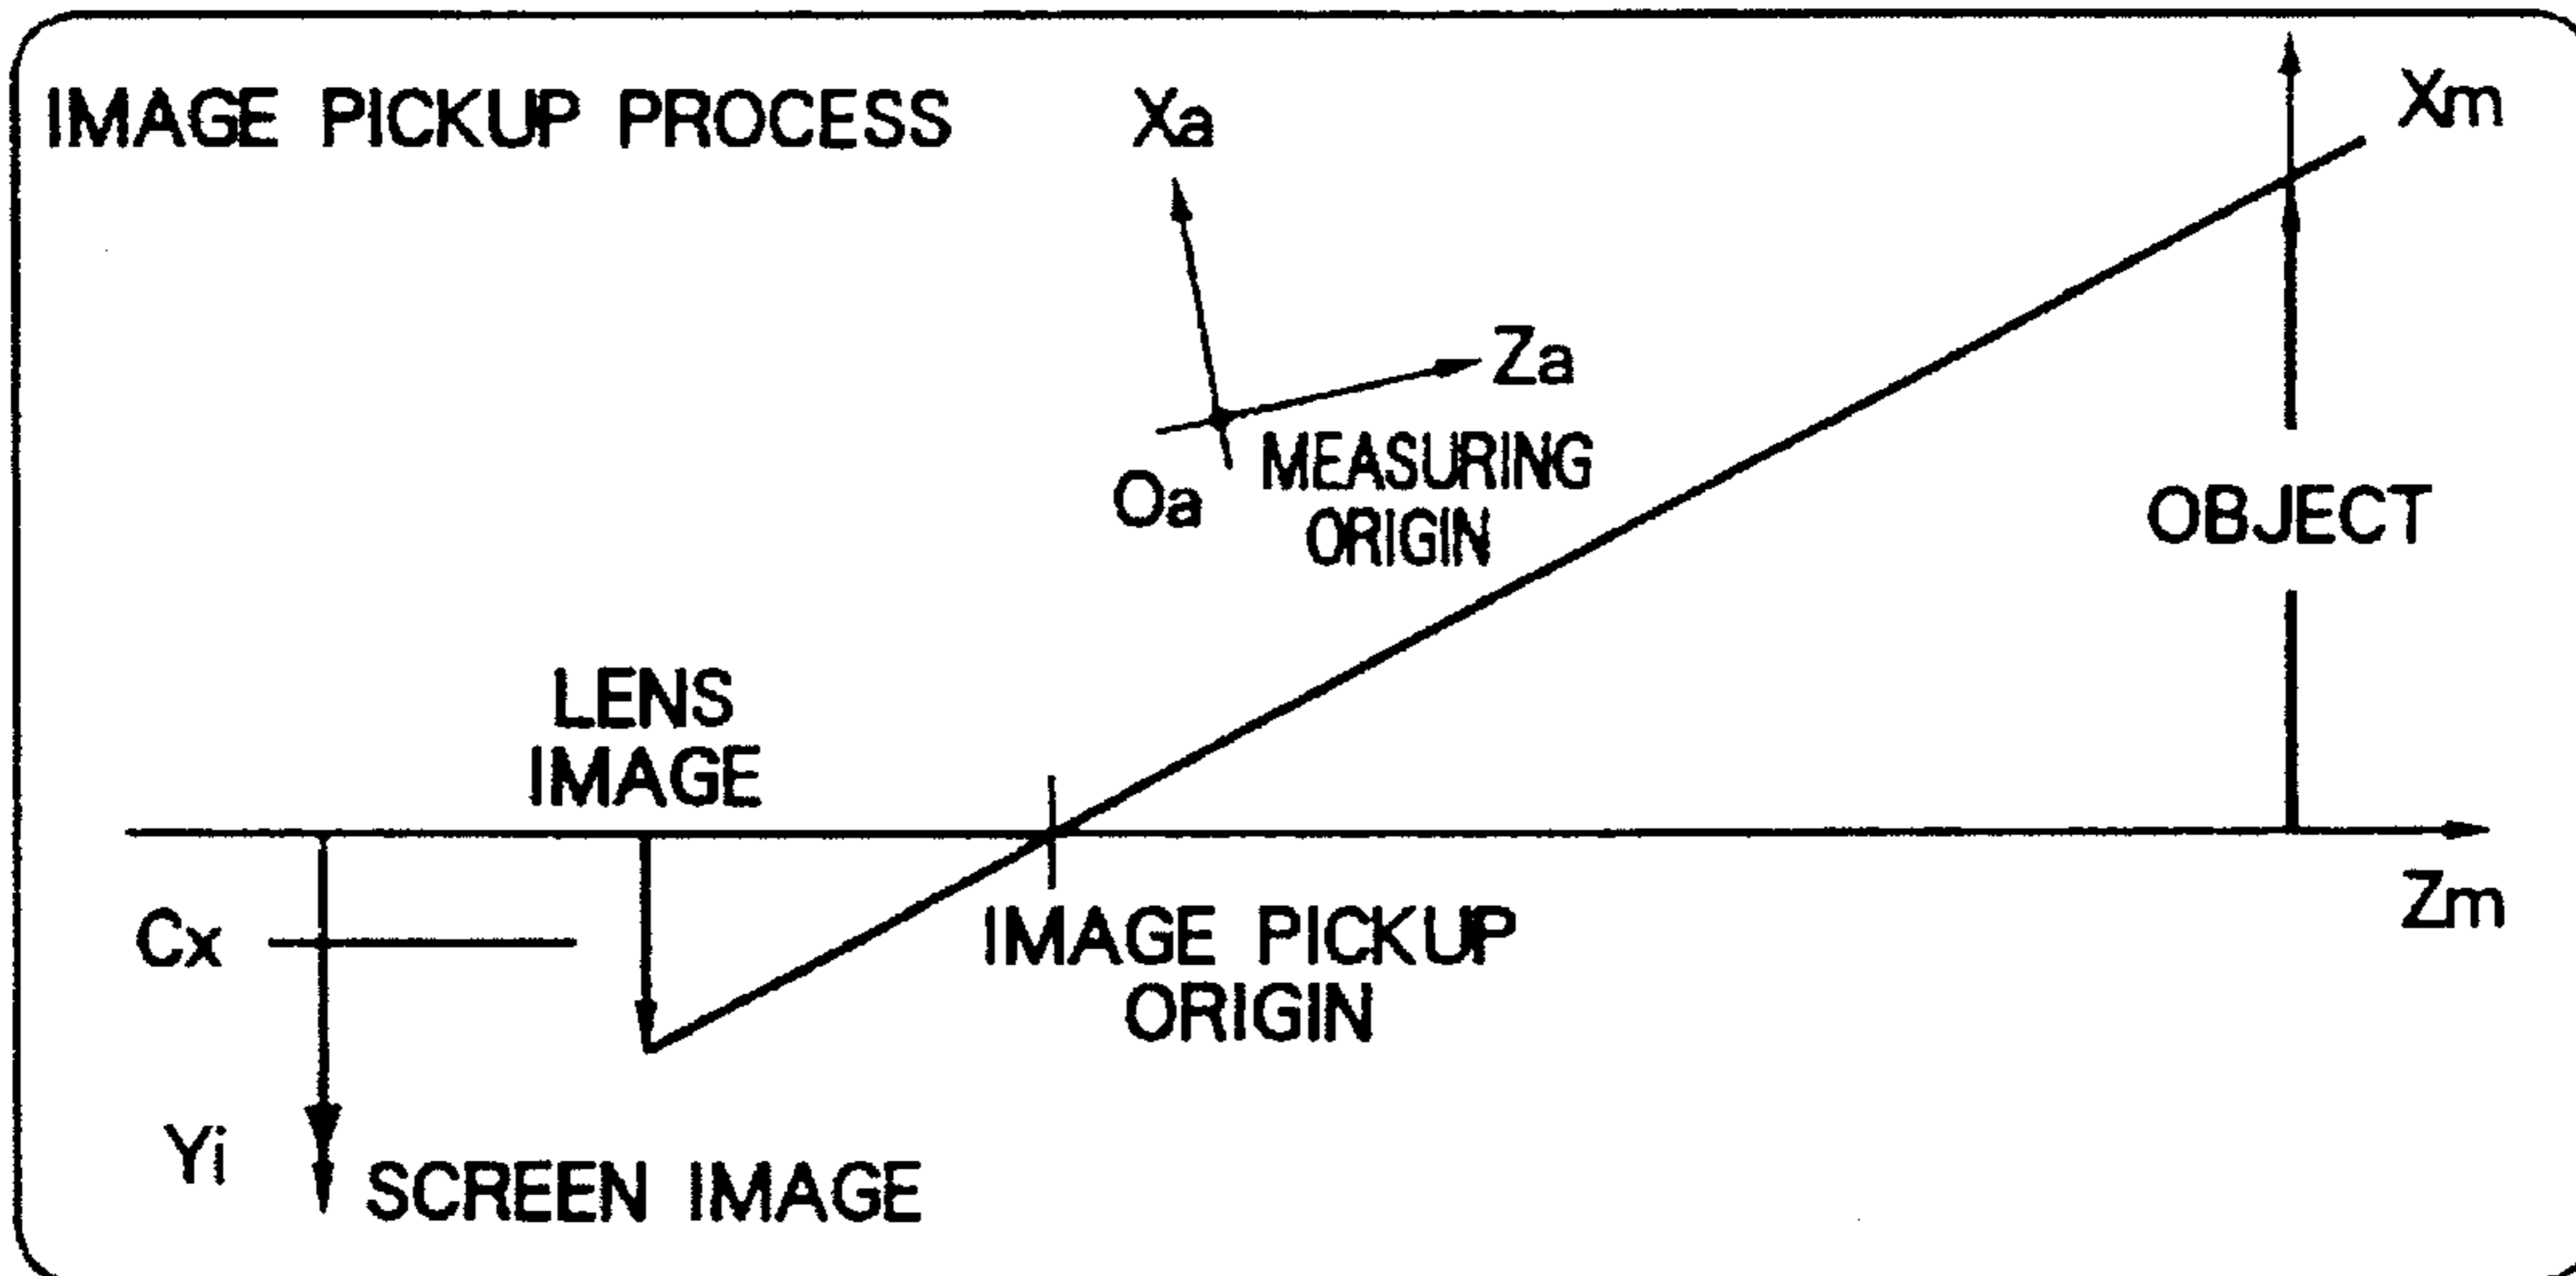 IMAGE PICKUP PROCESS
Xa
Xm
Za
MEASURING
ORIGIN
Oa
OBJECT
LENS
IMAGE
Zm
Cx
IMAGE PICKUP
ORIGIN
Yi
SCREEN IMAGE